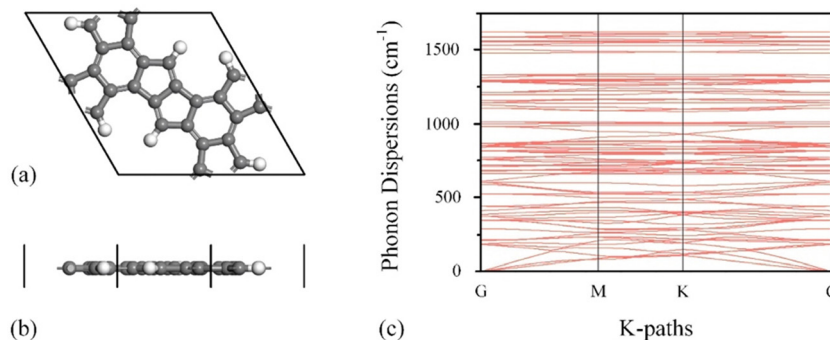 (a)
(b)
Phonon Dispersions (cm⁻¹)
1500
1000
500
0
G
M
K
G
(c)
K-paths